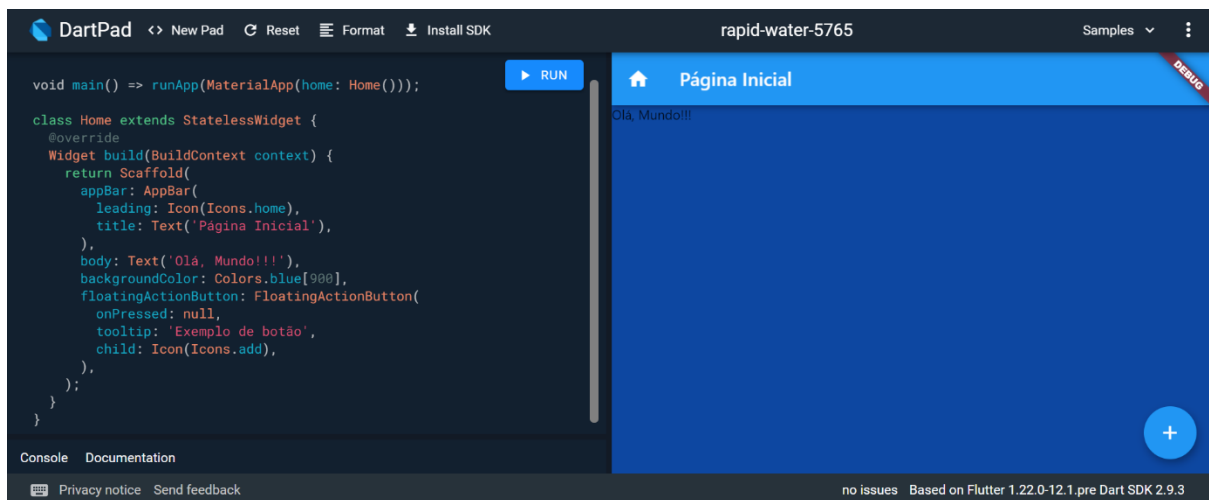 DartPad <> New Pad Reset Format Install SDK rapid-water-5765 Samples
RUN
void main() => runApp(MaterialApp(home: Home()));
class Home extends StatelessWidget {
@override
Widget build(BuildContext context) {
return Scaffold(
appBar: AppBar(
leading: Icon(Icons.home),
title: Text('Página Inicial'),
),
body: Text('Olá, Mundo!!!'),
backgroundColor: Colors.blue[900],
floatingActionButton: FloatingActionButton(
onPressed: null,
tooltip: 'Exemplo de botão',
child: Icon(Icons.add),
),
);
}
}
Console Documentation
Página Inicial
DEBUG
Olá, Mundo!!!
+
Privacy notice Send feedback no issues Based on Flutter 1.22.0-12.1.pre Dart SDK 2.9.3